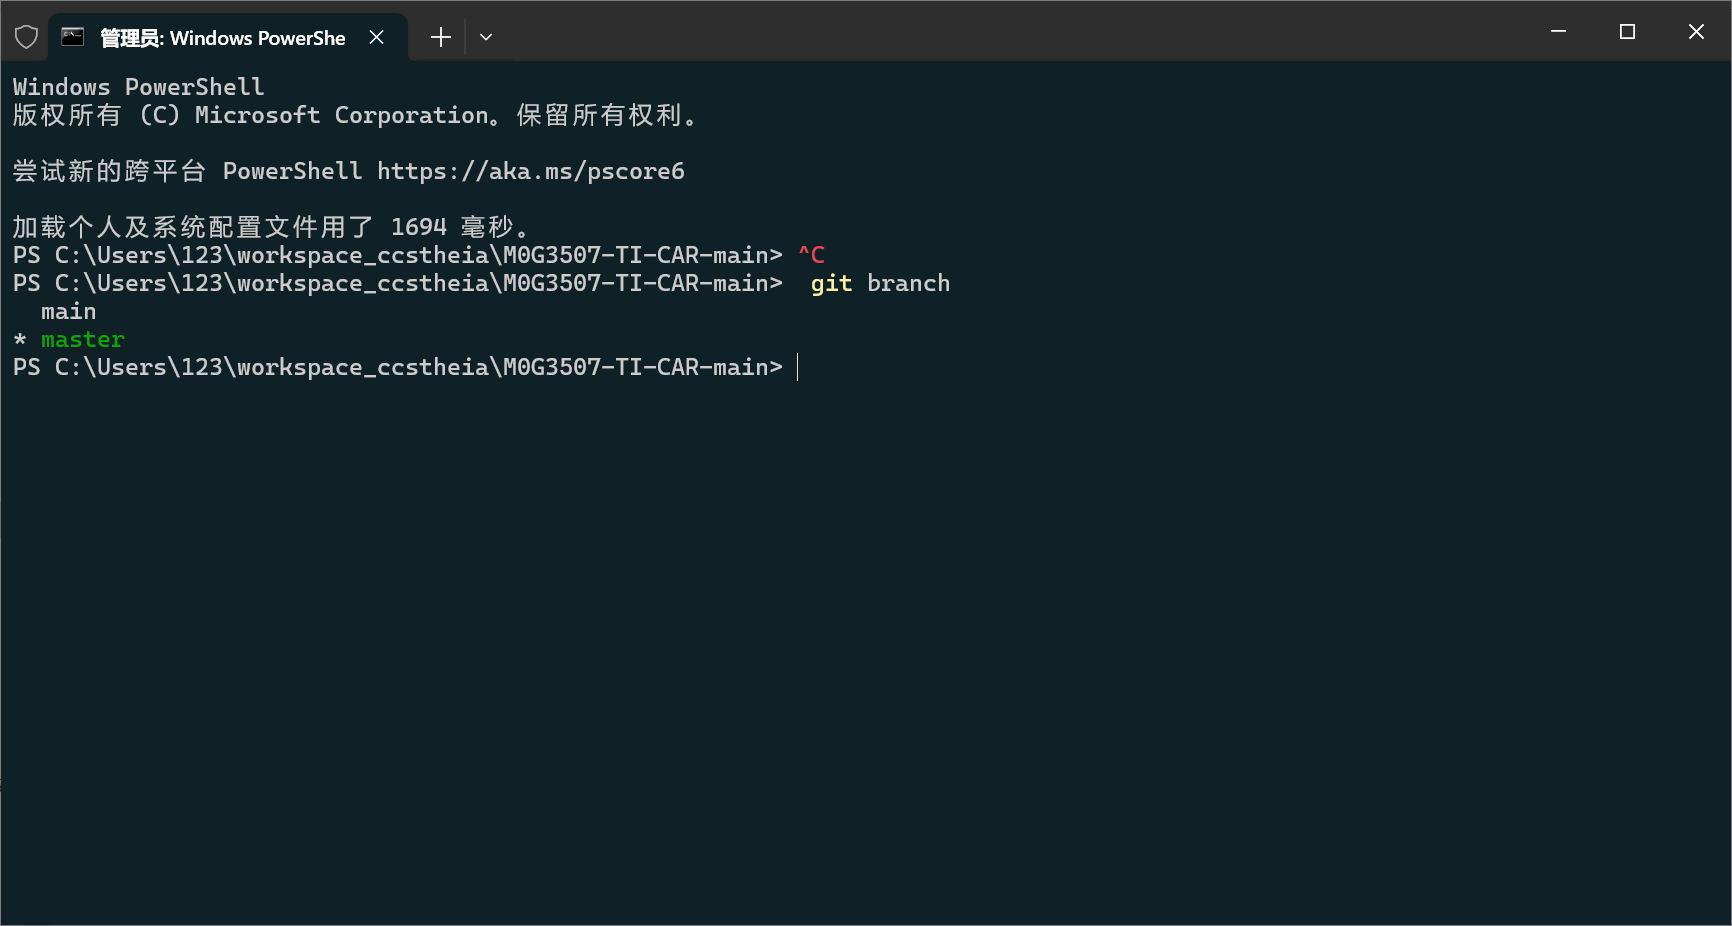 管理员: Windows PowerShe
Windows PowerShell
版权所有 (C) Microsoft Corporation。保留所有权利。
尝试新的跨平台 PowerShell https://aka.ms/pscore6
加载个人及系统配置文件用了 1694 毫秒。
PS C:\Users\123\workspace_ccstheia\M0G3507-TI-CAR-main> ^C
PS C:\Users\123\workspace_ccstheia\M0G3507-TI-CAR-main>  git branch
  main
* master
PS C:\Users\123\workspace_ccstheia\M0G3507-TI-CAR-main>